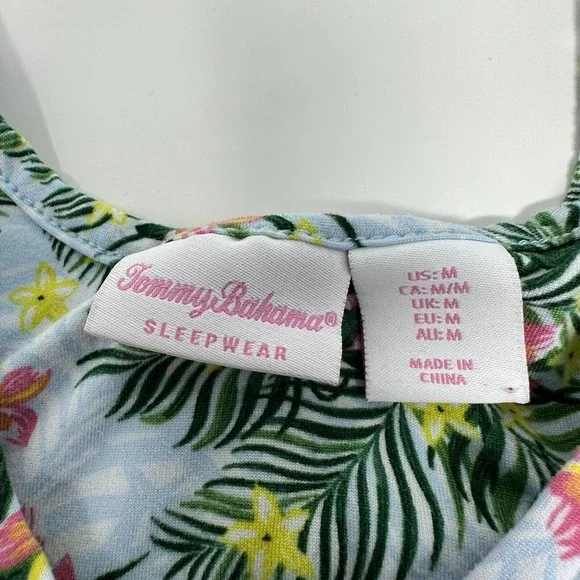 Tommy Bahama®
SLEEPWEAR
US: M
CA: M/M
UK: M
EU: M
AU: M
MADE IN
CHINA